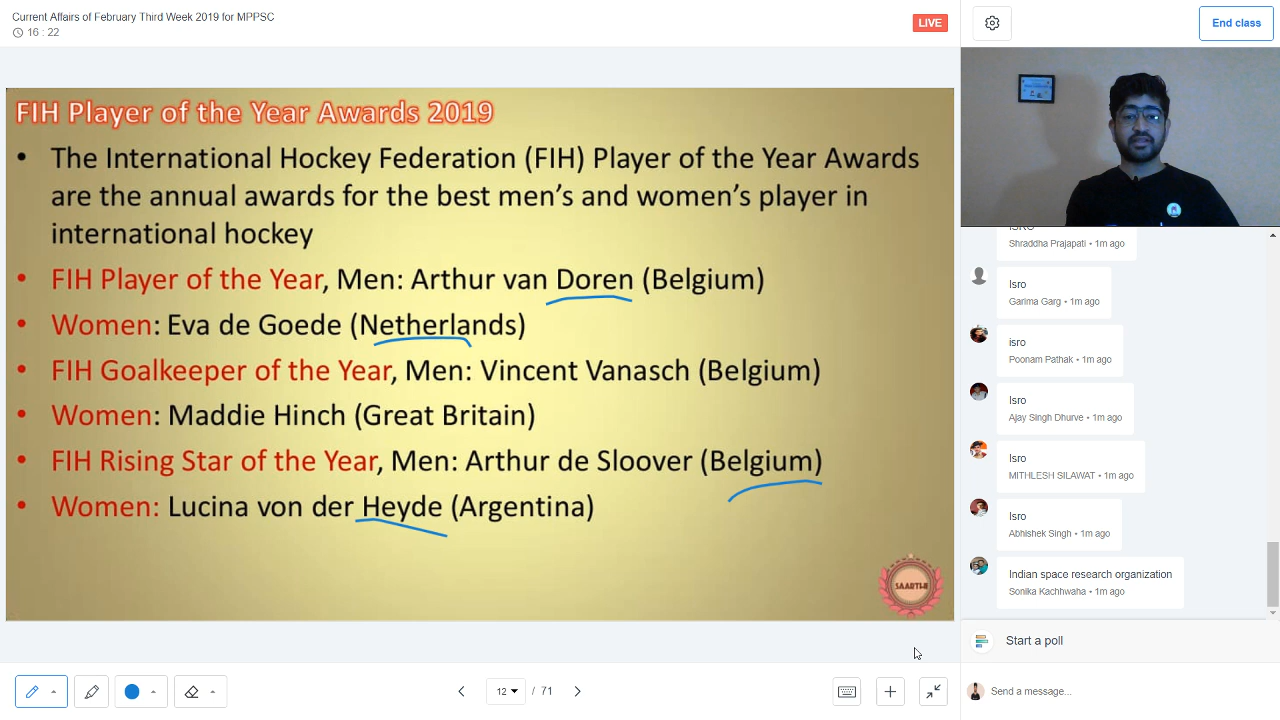 Current Affairs of February Third Week 2019 for MPPSC
16 : 22
LIVE
End class
FIH Player of the Year Awards 2019
• The International Hockey Federation (FIH) Player of the Year Awards
are the annual awards for the best men's and women's player in
international hockey
• FIH Player of the Year, Men: Arthur van Doren (Belgium)
• Women: Eva de Goede (Netherlands)
• FIH Goalkeeper of the Year, Men: Vincent Vanasch (Belgium)
• Women: Maddie Hinch (Great Britain)
• FIH Rising Star of the Year, Men: Arthur de Sloover (Belgium)
• Women: Lucina von der Heyde (Argentina)
SAARTHI
ISRO
Shraddha Prajapati • 1m ago
Isro
Garima Garg • 1m ago
isro
Poonam Pathak • 1m ago
Isro
Ajay Singh Dhurve • 1m ago
Isro
MITHLESH SILAWAT • 1m ago
Isro
Abhishek Singh • 1m ago
Indian space research organization
Sonika Kachhwaha • 1m ago
Start a poll
12 / 71
Send a message...